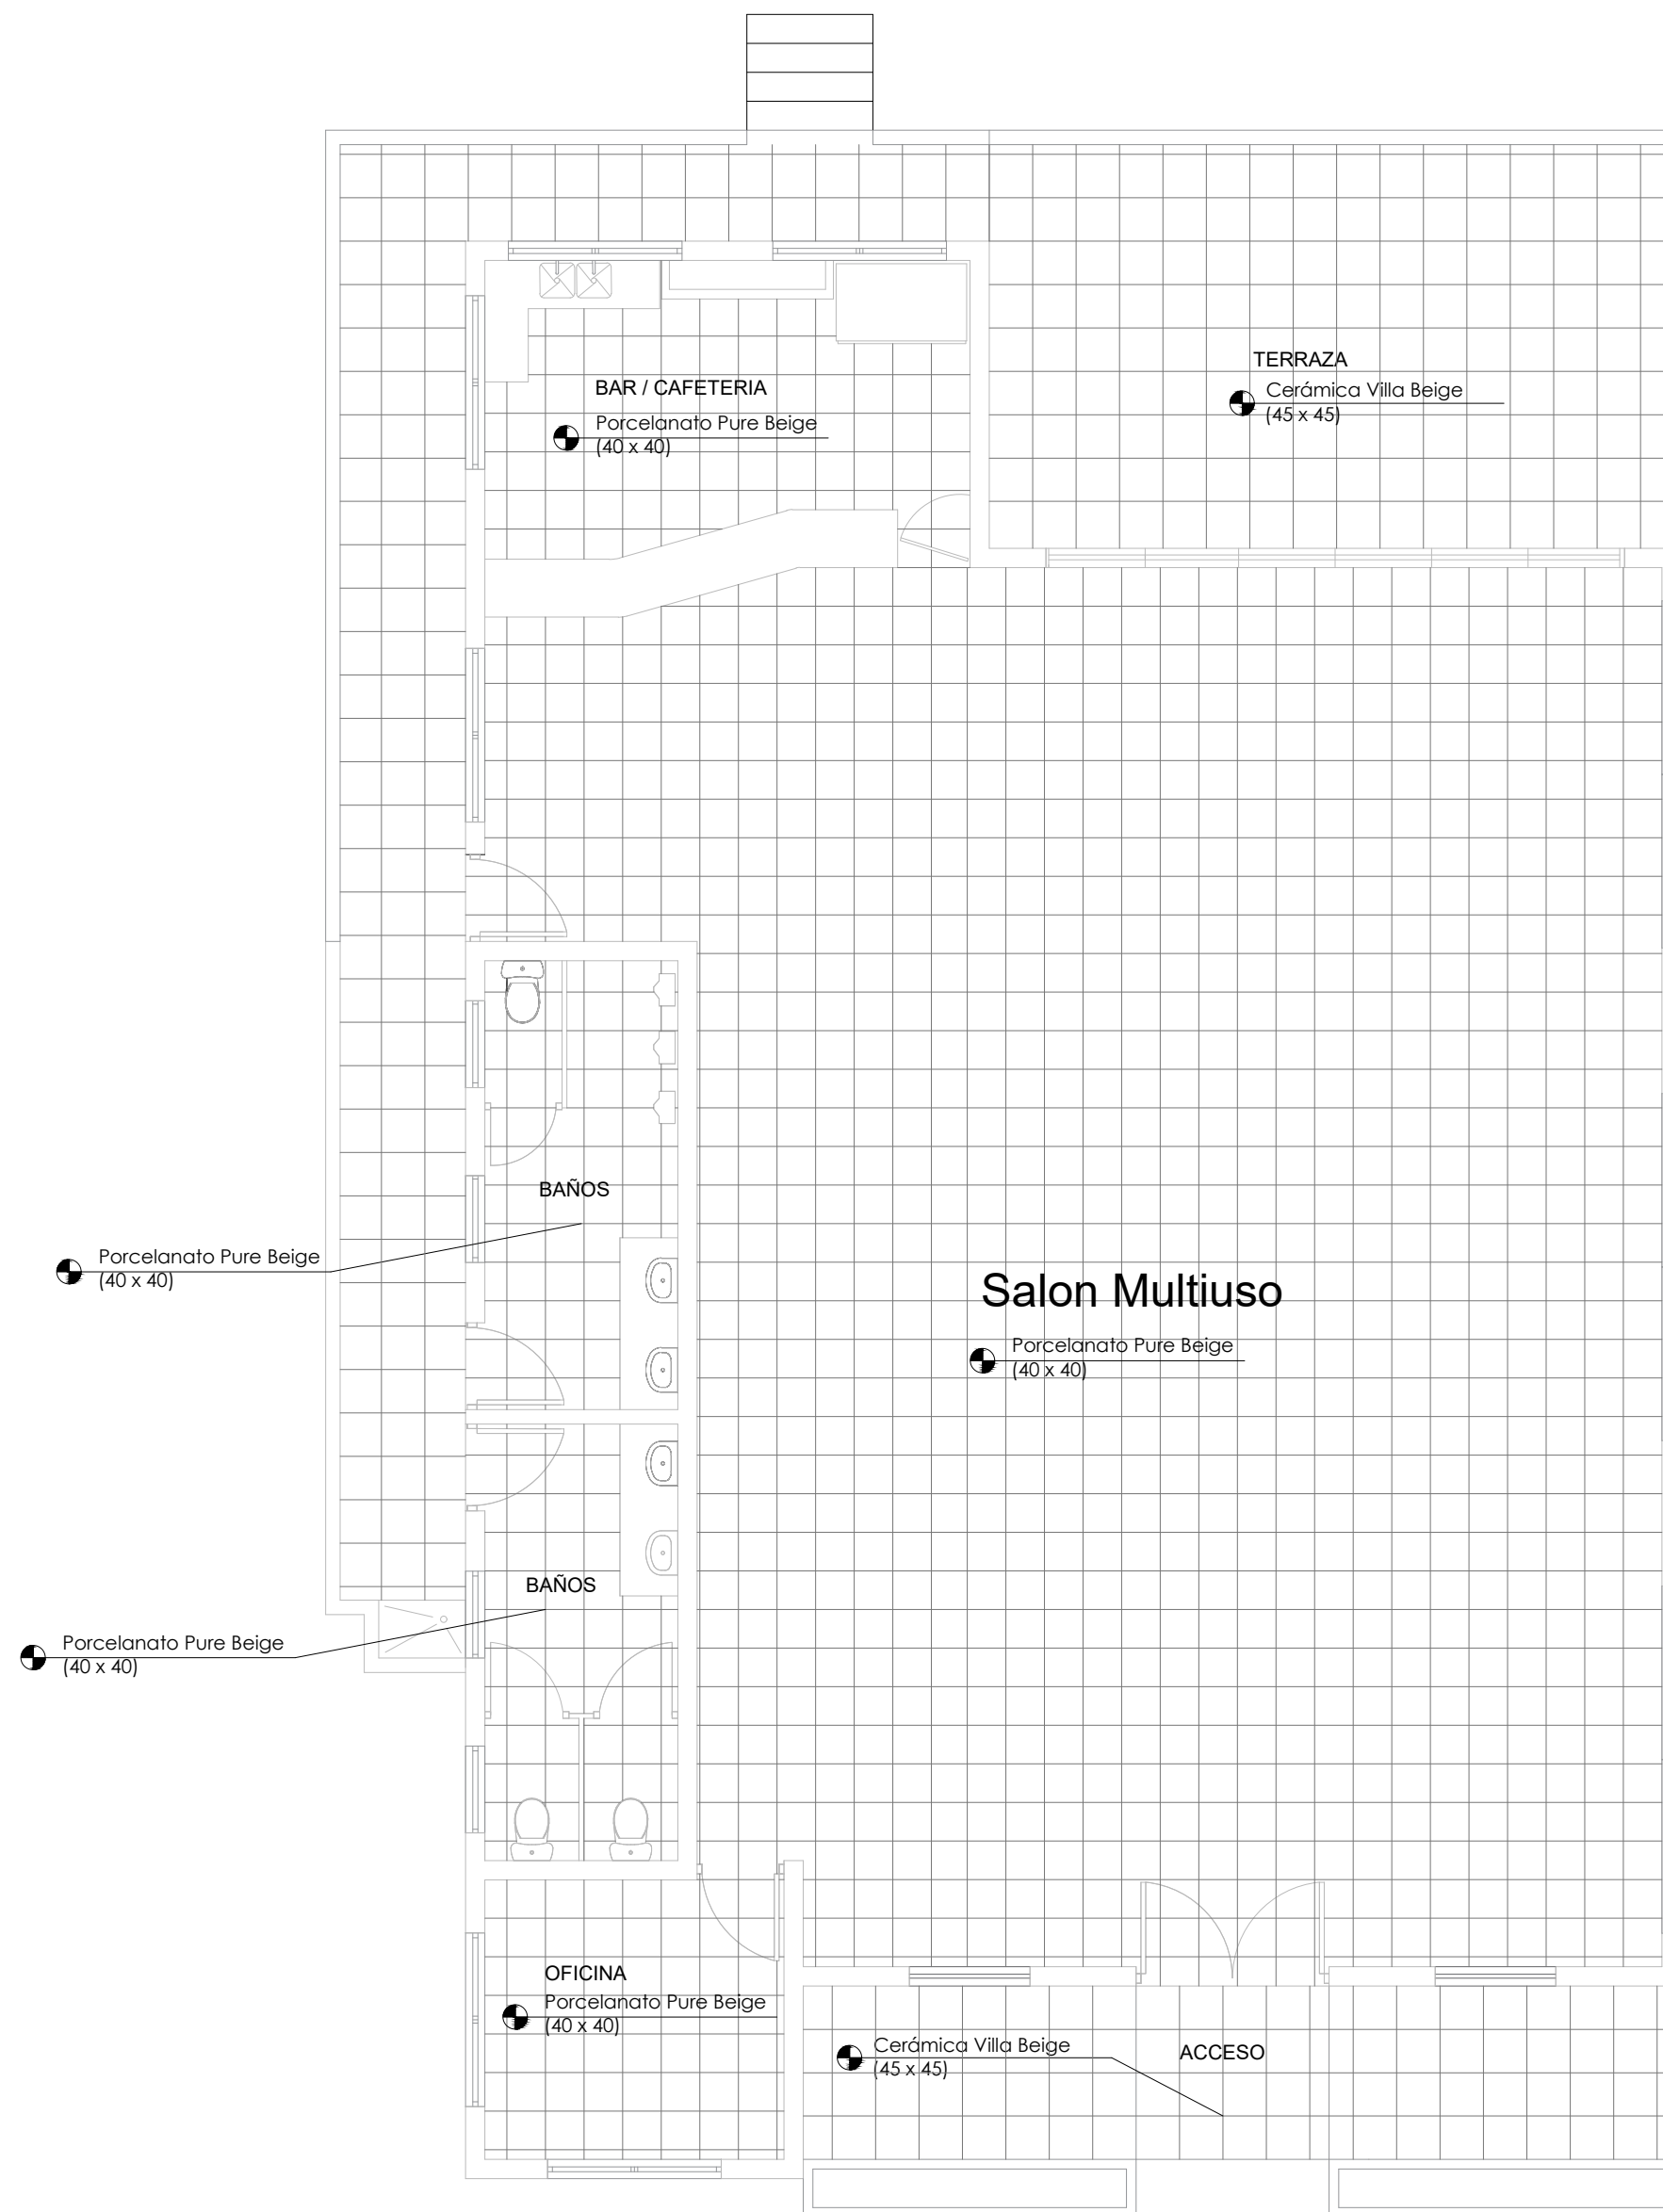 TERRAZA
Cerámica Villa Beige
(45 x 45)
BAR / CAFETERIA
Porcelanato Pure Beige
(40 x 40)
BAÑOS
Porcelanato Pure Beige
(40 x 40)
Salon Multiuso
Porcelanato Pure Beige
(40 x 40)
BAÑOS
Porcelanato Pure Beige
(40 x 40)
OFICINA
Porcelanato Pure Beige
(40 x 40)
Cerámica Villa Beige
(45 x 45)
ACCESO